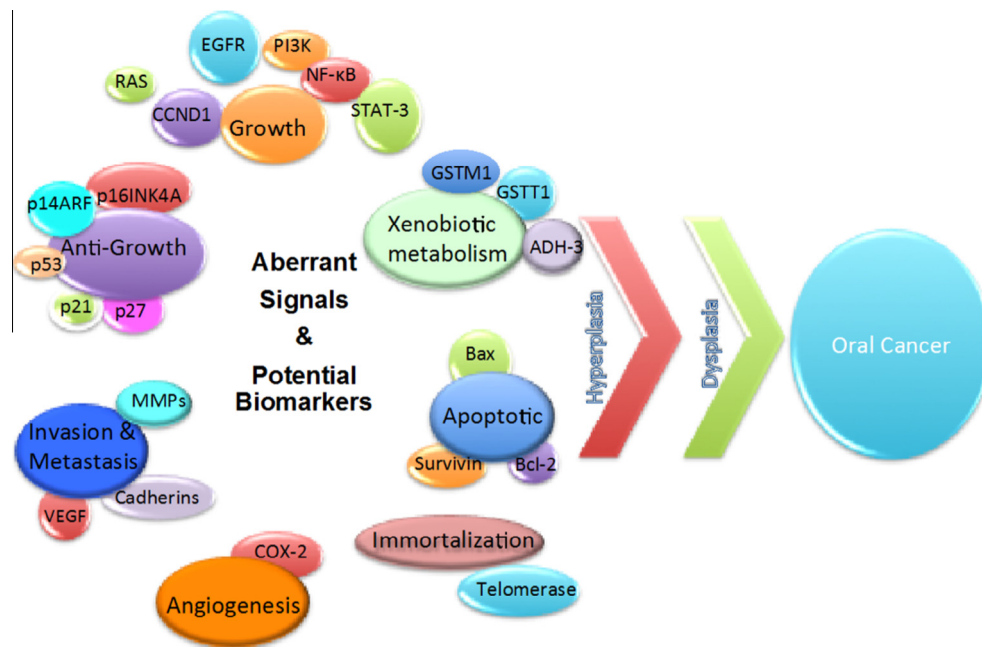 EGFR
PI3K
NF-κB
RAS
CCND1
STAT-3
Growth
GSTM1
GSTT1
Xenobiotic
metabolism
ADH-3
p16INK4A
p14ARF
Anti-Growth
p53
p21
p27
Aberrant
Signals
&
Potential
Biomarkers
Bax
Apoptotic
Survivin
Bcl-2
MMPs
Invasion &
Metastasis
Cadherins
VEGF
COX-2
Angiogenesis
Immortalization
Telomerase
Hyperplasia
Dysplasia
Oral Cancer